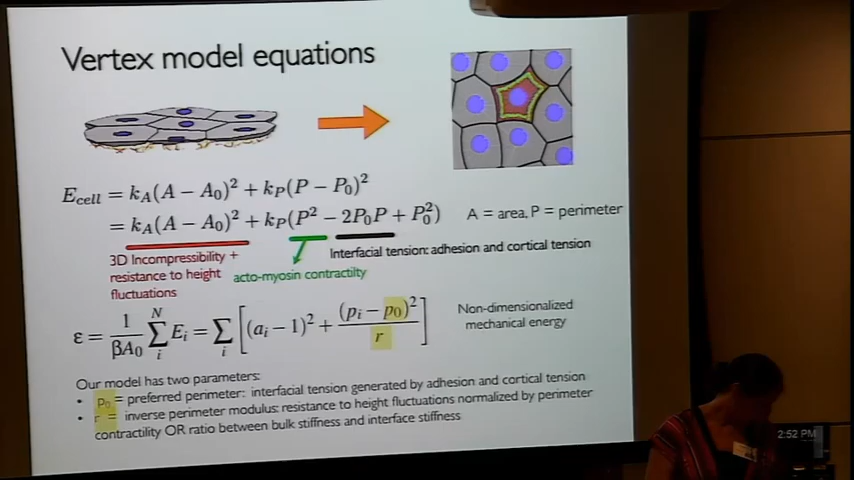 Vertex model equations
E_cell = k_A(A − A_0)^2 + k_P(P − P_0)^2
= k_A(A − A_0)^2 + k_P(P^2 − 2P_0P + P_0^2)
A = area, P = perimeter
3D Incompressibility +
resistance to height
fluctuations
acto-myosin contractilty
Interfacial tension: adhesion and cortical tension
ε = 1/(βA_0) ∑_i^N E_i = ∑_i [(a_i − 1)^2 + (p_i − p_0)^2/r]
Non-dimensionalized
mechanical energy
Our model has two parameters:
• p_0 = preferred perimeter: interfacial tension generated by adhesion and cortical tension
• r = inverse perimeter modulus: resistance to height fluctuations normalized by perimeter
contractility OR ratio between bulk stiffness and interface stiffness
2:52 PM